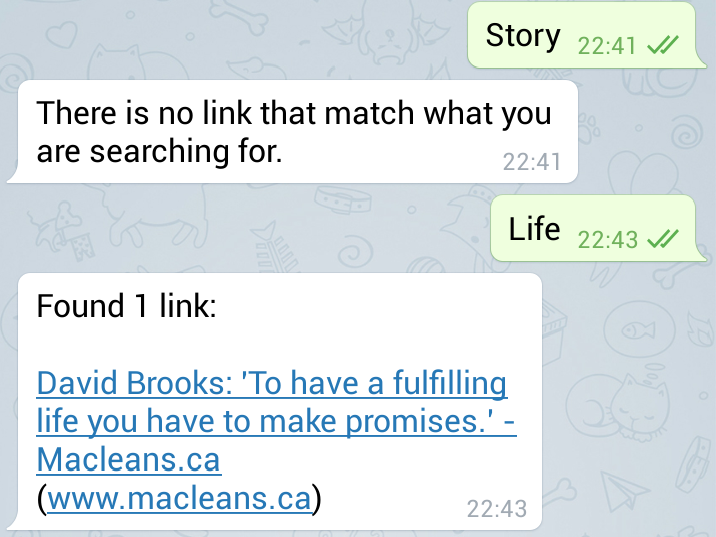 Story 22:41
There is no link that match what you
are searching for. 22:41
Life 22:43
Found 1 link:
David Brooks: 'To have a fulfilling
life you have to make promises.' -
Macleans.ca
(www.macleans.ca) 22:43